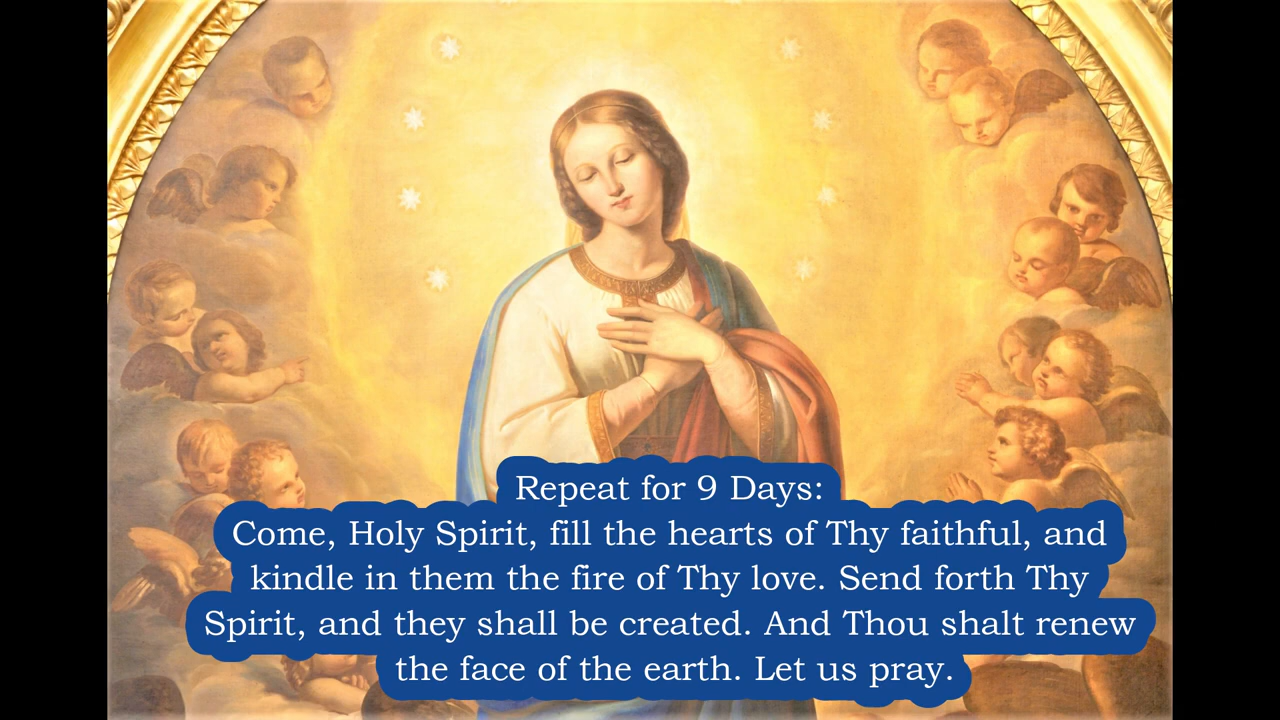 Repeat for 9 Days:
Come, Holy Spirit, fill the hearts of Thy faithful, and
kindle in them the fire of Thy love. Send forth Thy
Spirit, and they shall be created. And Thou shalt renew
the face of the earth. Let us pray.